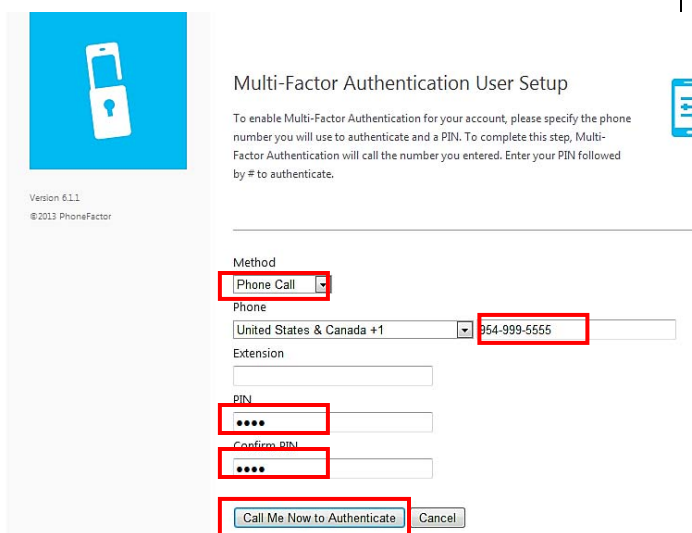 Multi-Factor Authentication User Setup
To enable Multi-Factor Authentication for your account, please specify the phone
number you will use to authenticate and a PIN. To complete this step, Multi-
Factor Authentication will call the number you entered. Enter your PIN followed
by # to authenticate.
Version 6.1.1
©2013 PhoneFactor
Method
Phone Call
Phone
United States & Canada +1 954-999-5555
Extension
PIN
••••
Confirm PIN
••••
Call Me Now to Authenticate Cancel